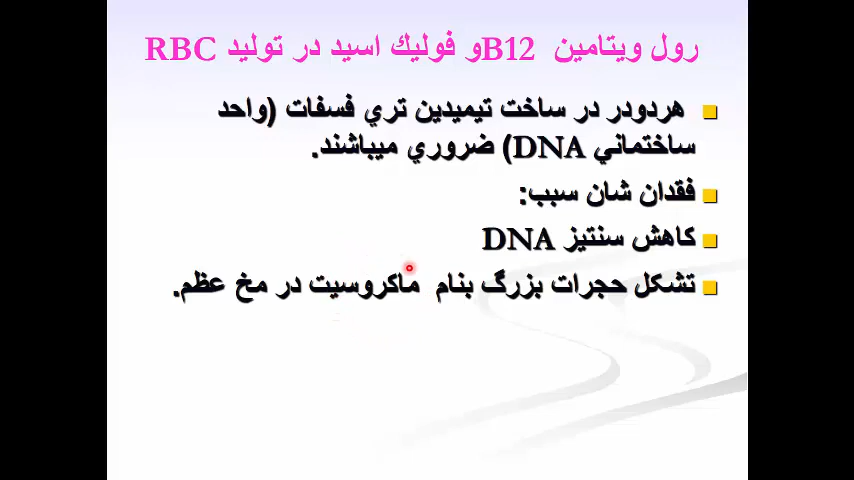 رول ويتامين B12و فوليك اسيد در توليد RBC
هردودر در ساخت تيميدين تري فسفات (واحد
ساختماني DNA) ضروري ميباشند.
فقدان شان سبب:
كاهش سنتيز DNA
تشكل حجرات بزرگ بنام ماكروسيت در مخ عظم.